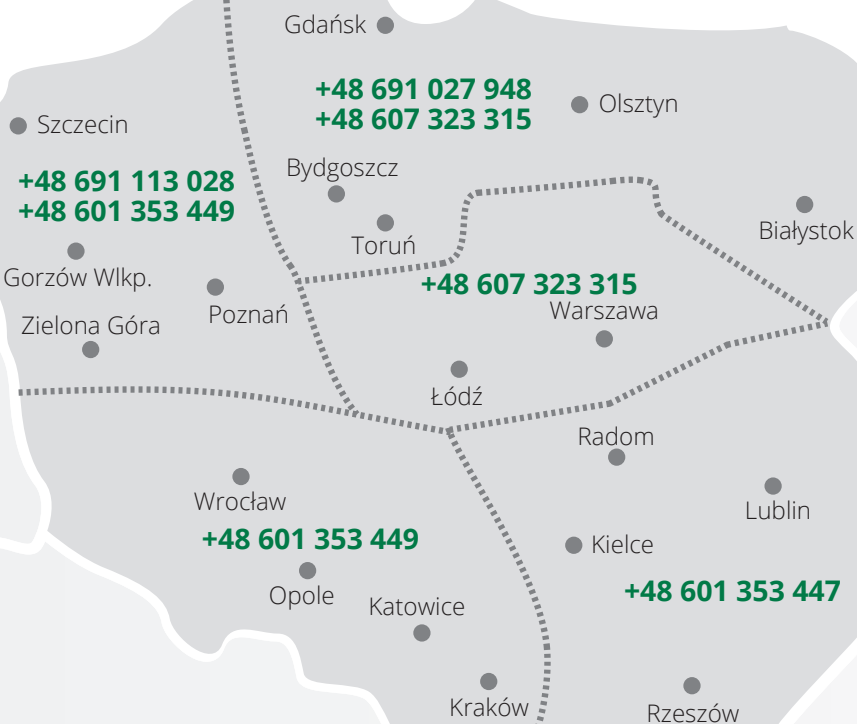 Gdańsk
+48 691 027 948
+48 607 323 315
Olsztyn
Szczecin
+48 691 113 028
+48 601 353 449
Bydgoszcz
Toruń
Białystok
Gorzów Wlkp.
Poznań
Zielona Góra
+48 607 323 315
Warszawa
Łódź
Radom
Wrocław
Lublin
+48 601 353 449
Kielce
Opole
Katowice
+48 601 353 447
Kraków
Rzeszów